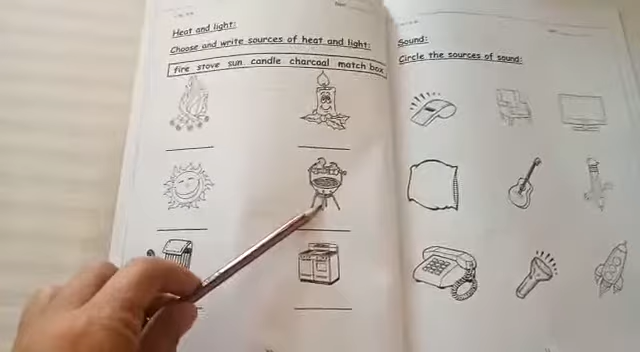 Heat and light:
Choose and write sources of heat and light:
fire stove sun candle charcoal match box
Sound:
Circle the sources of sound: